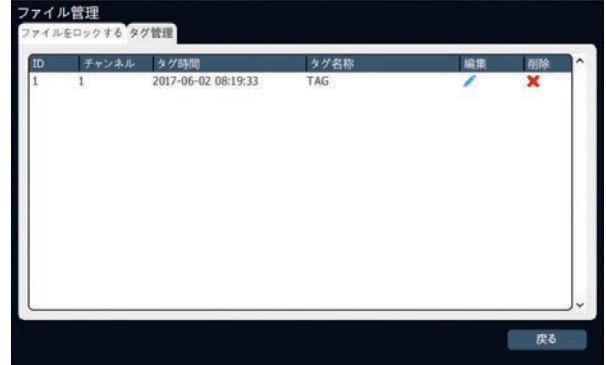 ファイル管理
ファイルをロックする タグ管理
ID チャンネル タグ時間 タグ名称 編集 削除
1 1 2017-06-02 08:19:33 TAG
戻る